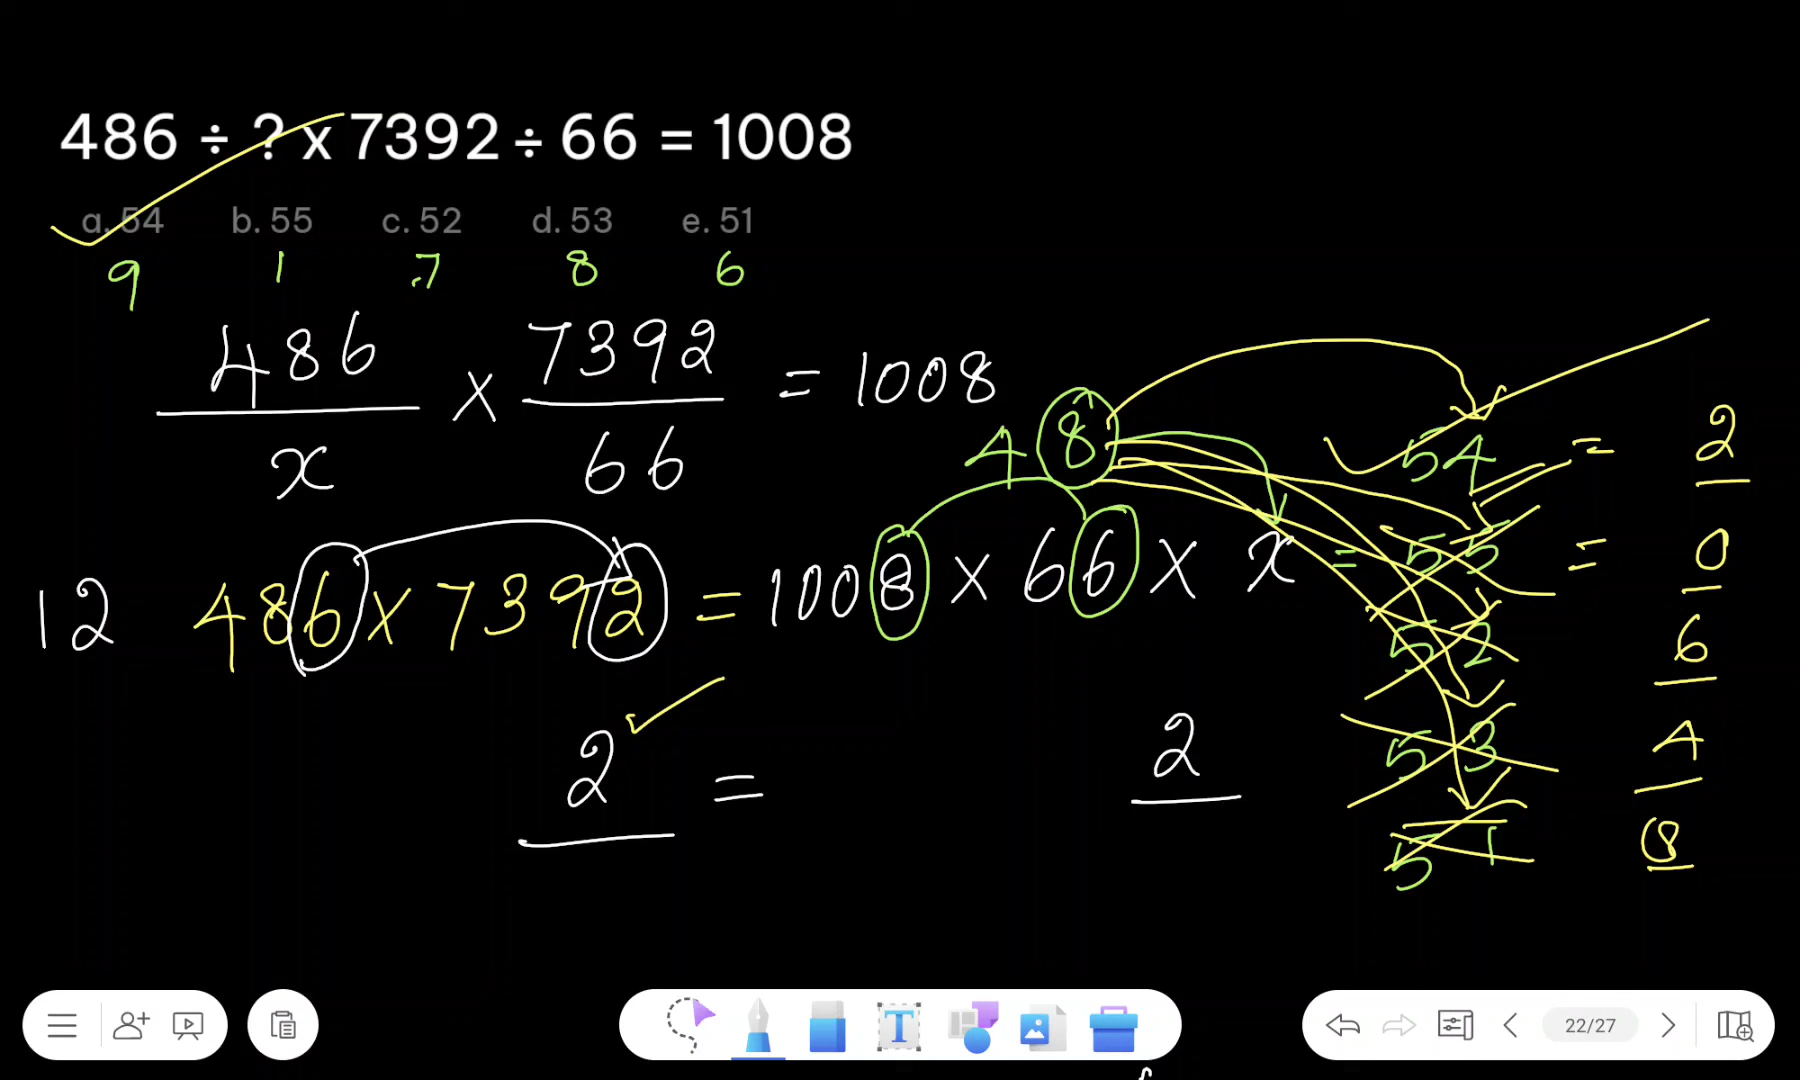 486 ÷ ? x 7392 ÷ 66 = 1008
a. 54 b. 55 c. 52 d. 53 e. 51
9 1 7 8 6
486 7392
x × 66 = 1008
48
54 = 2
12 486 × 7392 = 1008 × 66 × x = 55 = 0
52 6
53 4
2 = 2
51 8
22/27